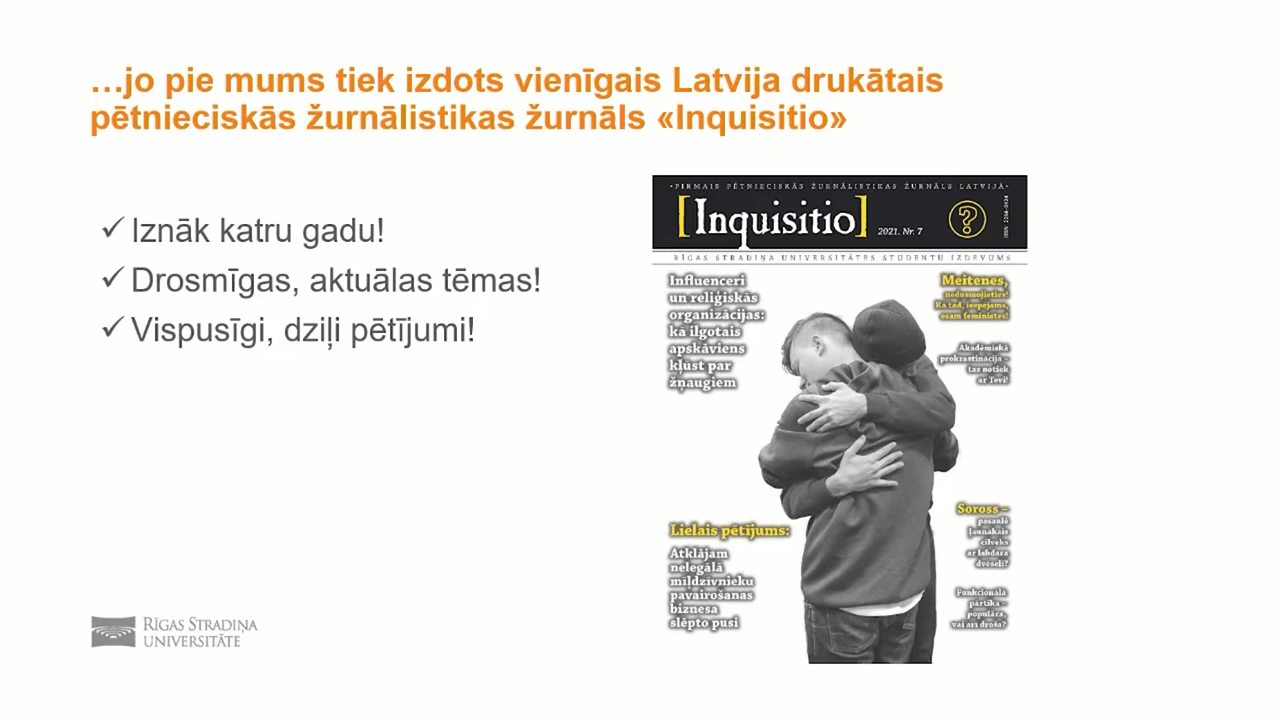 …jo pie mums tiek izdots vienīgais Latvija drukātais
pētnieciskās žurnālistikas žurnāls «Inquisitio»
✓ Iznāk katru gadu!
✓ Drosmīgas, aktuālas tēmas!
✓ Vispusīgi, dziļi pētījumi!
·PIRMAIS PĒTNIECISKĀS ŽURNĀLISTIKAS ŽURNĀLS LATVIJĀ·
[Inquisitio]
2021. Nr. 7
?
RĪGAS STRADIŅA UNIVERSITĀTES STUDENTU IZDEVUMS
Influenceri
un reliģiskās
organizācijas:
kā ilgotais
apskāviens
kļūst par
žņaugiem
Meitenes,
nedusmojieties!
Ka tad, iespējams,
esam feministes!
Akadēmiskā
prokrastinācija –
tas notiek
ar Tevi!
Lielais pētījums:
Atklājam
nelegālā
mīļdzīvnieku
pavairošanas
biznesa
slēpto pusi
Soross –
pasaulē
ļaunākais
cilvēks
ar labdara
dvēseli?
Funkcionālā
pārtika –
populāra,
vai arī droša?
RĪGAS STRADIŅA
UNIVERSITĀTE